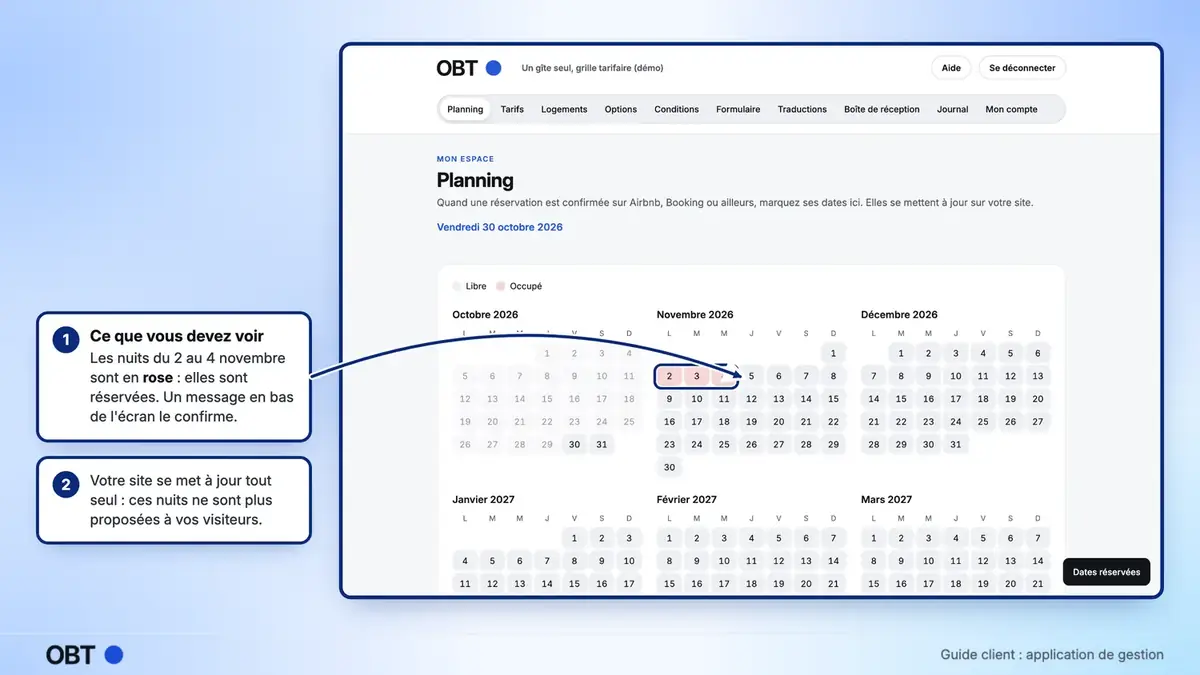 OBT
Un gîte seul, grille tarifaire (démo)
Aide
Se déconnecter
Planning
Tarifs
Logements
Options
Conditions
Formulaire
Traductions
Boîte de réception
Journal
Mon compte
MON ESPACE
Planning
Quand une réservation est confirmée sur Airbnb, Booking ou ailleurs, marquez ses dates ici. Elles se mettent à jour sur votre site.
Vendredi 30 octobre 2026
Libre
Occupé
Octobre 2026
L V S D
1 2 3 4
5 6 7 8 9 10 11
12 13 14 15 16 17 18
19 20 21 22 23 24 25
26 27 28 29 30 31
Novembre 2026
L M M J V S D
1
2 3 5 6 7 8
9 10 11 12 13 14 15
16 17 18 19 20 21 22
23 24 25 26 27 28 29
30
Décembre 2026
L M M J V S D
1 2 3 4 5 6
7 8 9 10 11 12 13
14 15 16 17 18 19 20
21 22 23 24 25 26 27
28 29 30 31
Janvier 2027
L M M J V S D
1 2 3
4 5 6 7 8 9 10
11 12 13 14 15 16 17
Février 2027
L M M J V S D
1 2 3 4 5 6 7
8 9 10 11 12 13 14
15 16 17 18 19 20 21
Mars 2027
L M M J V S D
1 2 3 4 5 6 7
8 9 10 11 12 13 14
15 16 17 18 19 20 21
Dates réservées
1
Ce que vous devez voir
Les nuits du 2 au 4 novembre
sont en rose : elles sont
réservées. Un message en bas
de l'écran le confirme.
2
Votre site se met à jour tout
seul : ces nuits ne sont plus
proposées à vos visiteurs.
OBT
Guide client : application de gestion